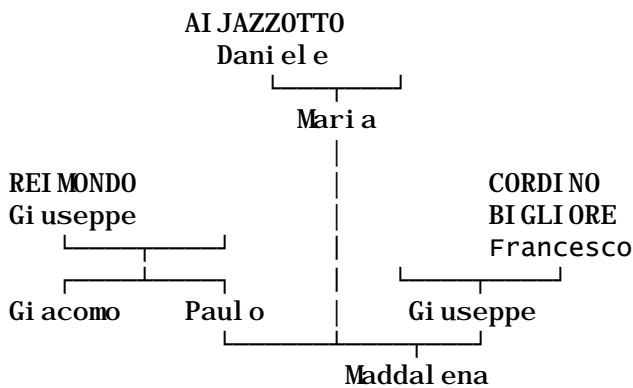 AIJAZZOTTO
Daniele
Maria
REIMONDO CORDINO
Giuseppe BIGLIORE
Francesco
Giacomo Paulo Giuseppe
Maddalena